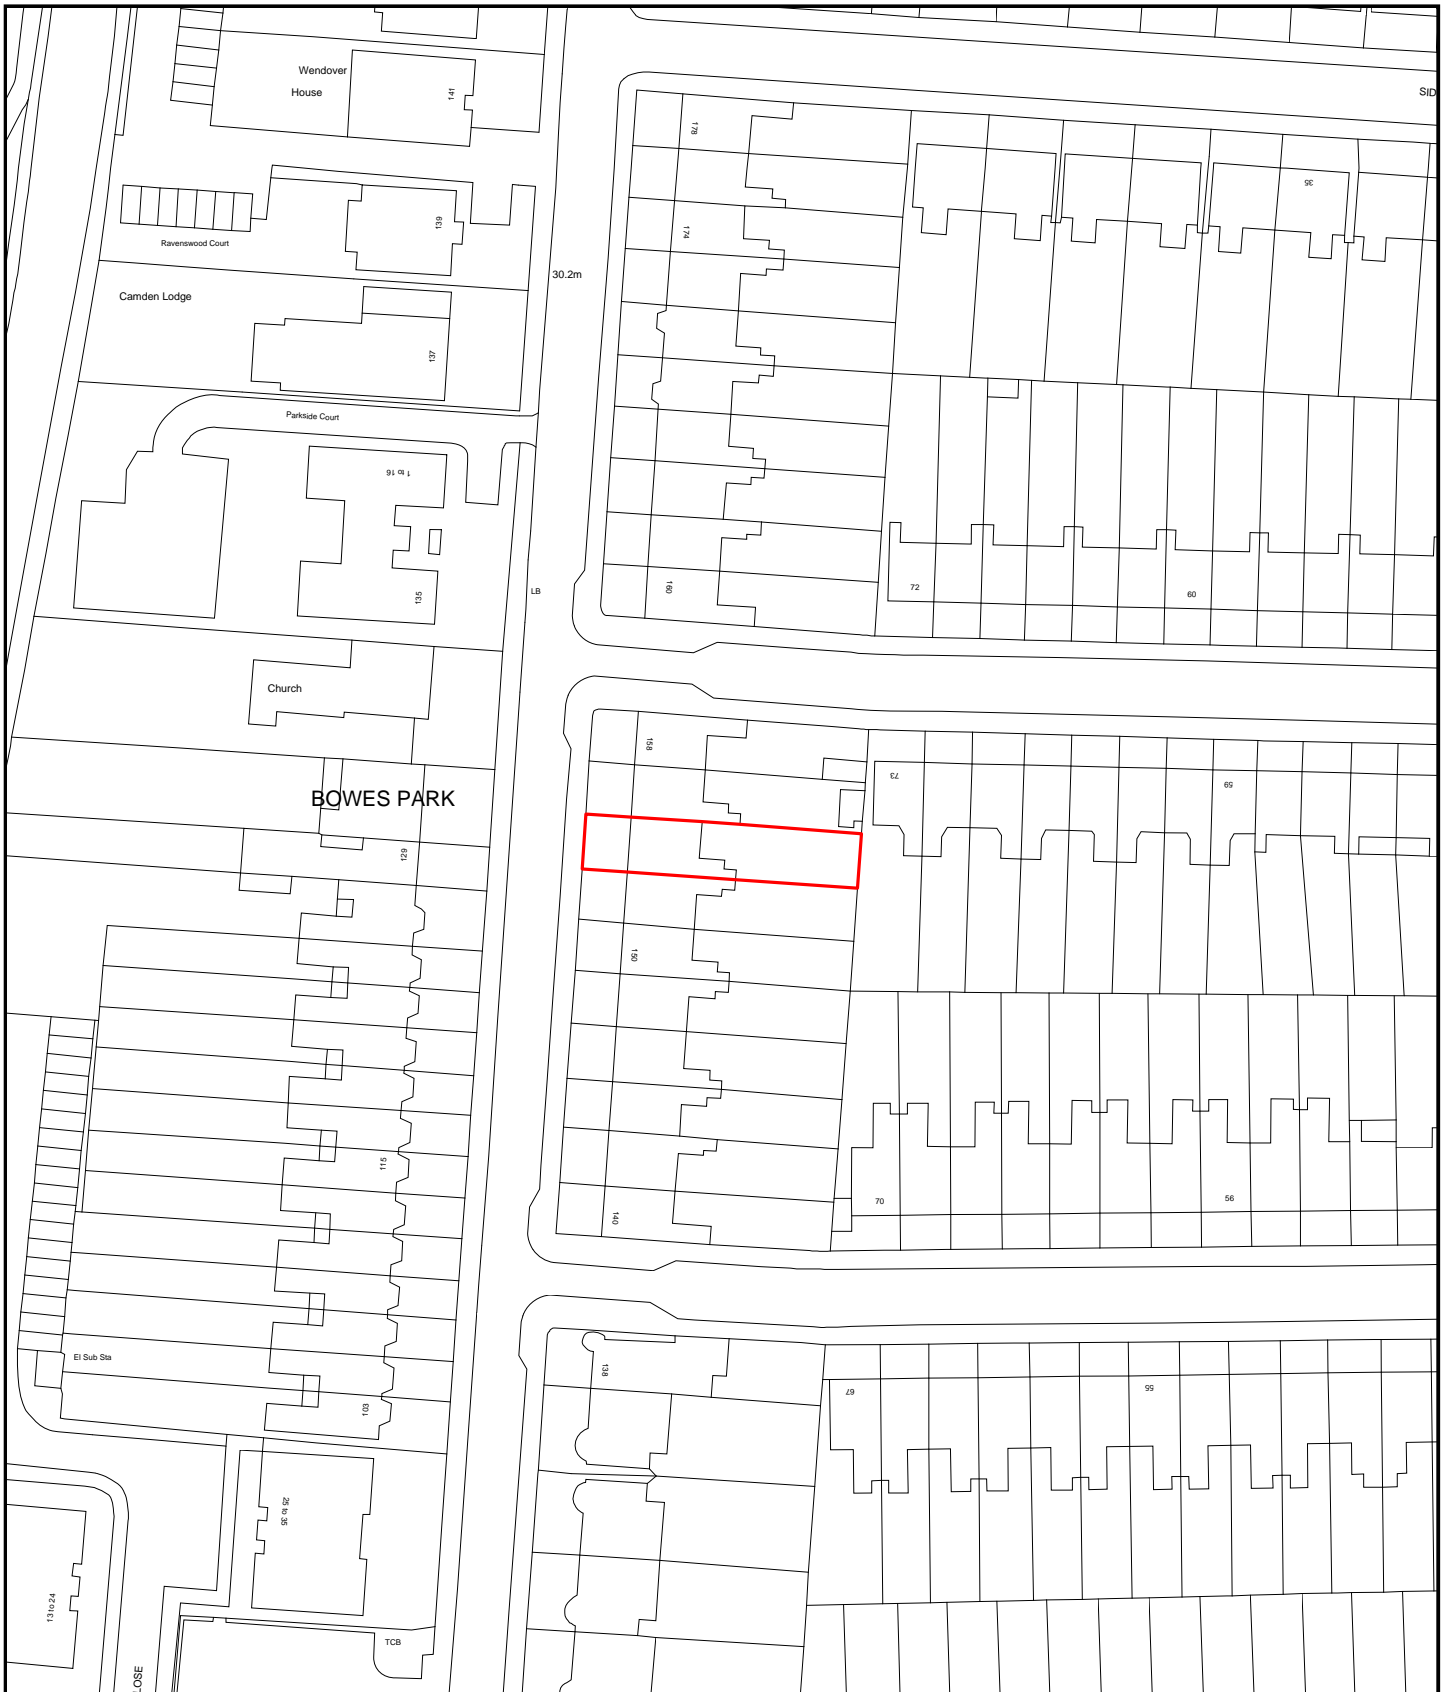 Wendover
House
141
178
SID
35
139
174
Ravenswood Court
30.2m
Camden Lodge
137
Parkside Court
1 to 16
135
LB
160
72
60
Church
158
73
59
BOWES PARK
129
150
115
70
56
140
El Sub Sta
138
67
55
103
25 to 35
13 to 24
TCB
LOSE